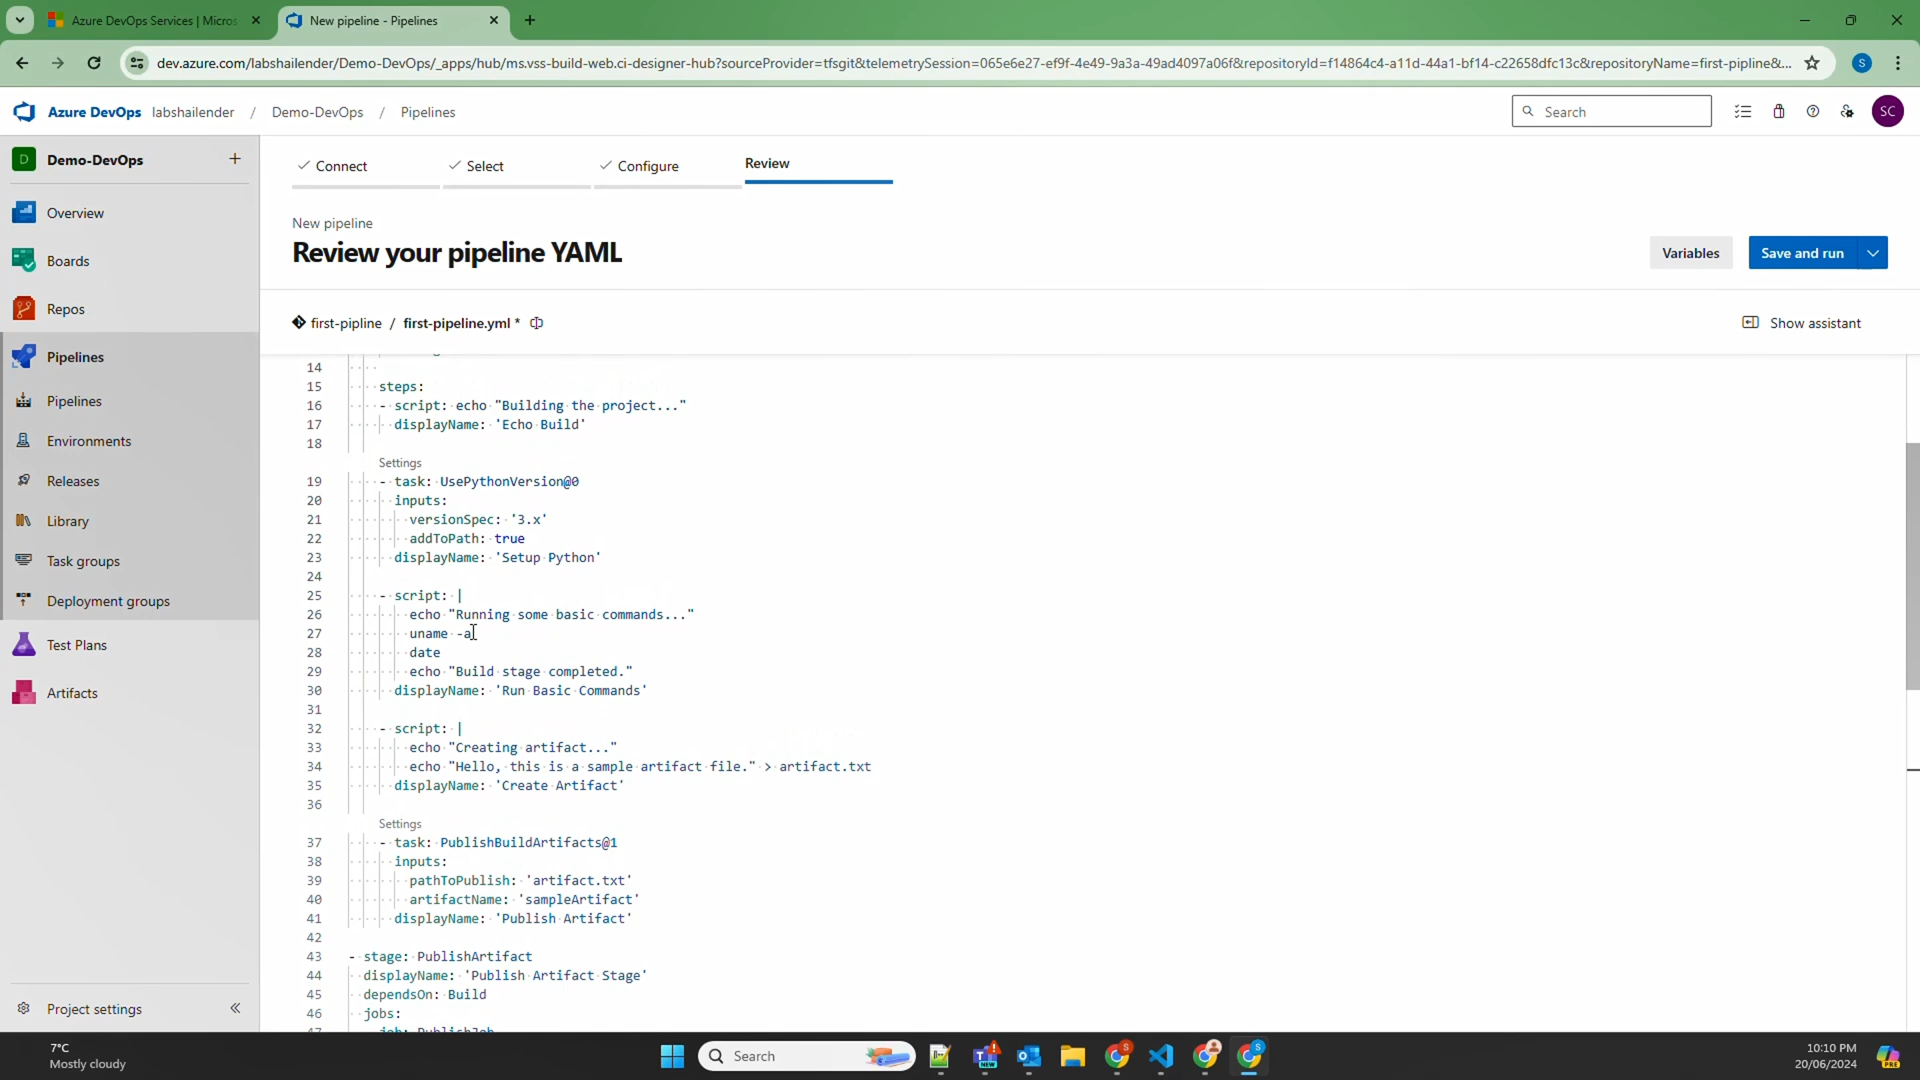 Azure DevOps Services | Micros
New pipeline - Pipelines
dev.azure.com/labshailender/Demo-DevOps/_apps/hub/ms.vss-build-web.ci-designer-hub?sourceProvider=tfsgit&telemetrySession=065e6e27-ef9f-4e49-9a3a-49ad4097a06f&repositoryId=f14864c4-a11d-44a1-bf14-c22658dfc13c&repositoryName=first-pipline&...
S
Azure DevOps labshailender / Demo-DevOps / Pipelines
Search
SC
D Demo-DevOps +
Overview
Boards
Repos
Pipelines
Pipelines
Environments
Releases
Library
Task groups
Deployment groups
Test Plans
Artifacts
Project settings
Connect
Select
Configure
Review
New pipeline
Review your pipeline YAML
Variables
Save and run
first-pipline / first-pipeline.yml *
Show assistant
14
15 steps:
16 - script: echo "Building the project..."
17 displayName: 'Echo Build'
18
Settings
19 - task: UsePythonVersion@0
20 inputs:
21 versionSpec: '3.x'
22 addToPath: true
23 displayName: 'Setup Python'
24
25 - script: |
26 echo "Running some basic commands..."
27 uname -a
28 date
29 echo "Build stage completed."
30 displayName: 'Run Basic Commands'
31
32 - script: |
33 echo "Creating artifact..."
34 echo "Hello, this is a sample artifact file." > artifact.txt
35 displayName: 'Create Artifact'
36
Settings
37 - task: PublishBuildArtifacts@1
38 inputs:
39 pathToPublish: 'artifact.txt'
40 artifactName: 'sampleArtifact'
41 displayName: 'Publish Artifact'
42
43 - stage: PublishArtifact
44 displayName: 'Publish Artifact Stage'
45 dependsOn: Build
46 jobs:
47 - job: PublishJob
7°C
Mostly cloudy
Search
NEW
S
S
PRE
10:10 PM
20/06/2024